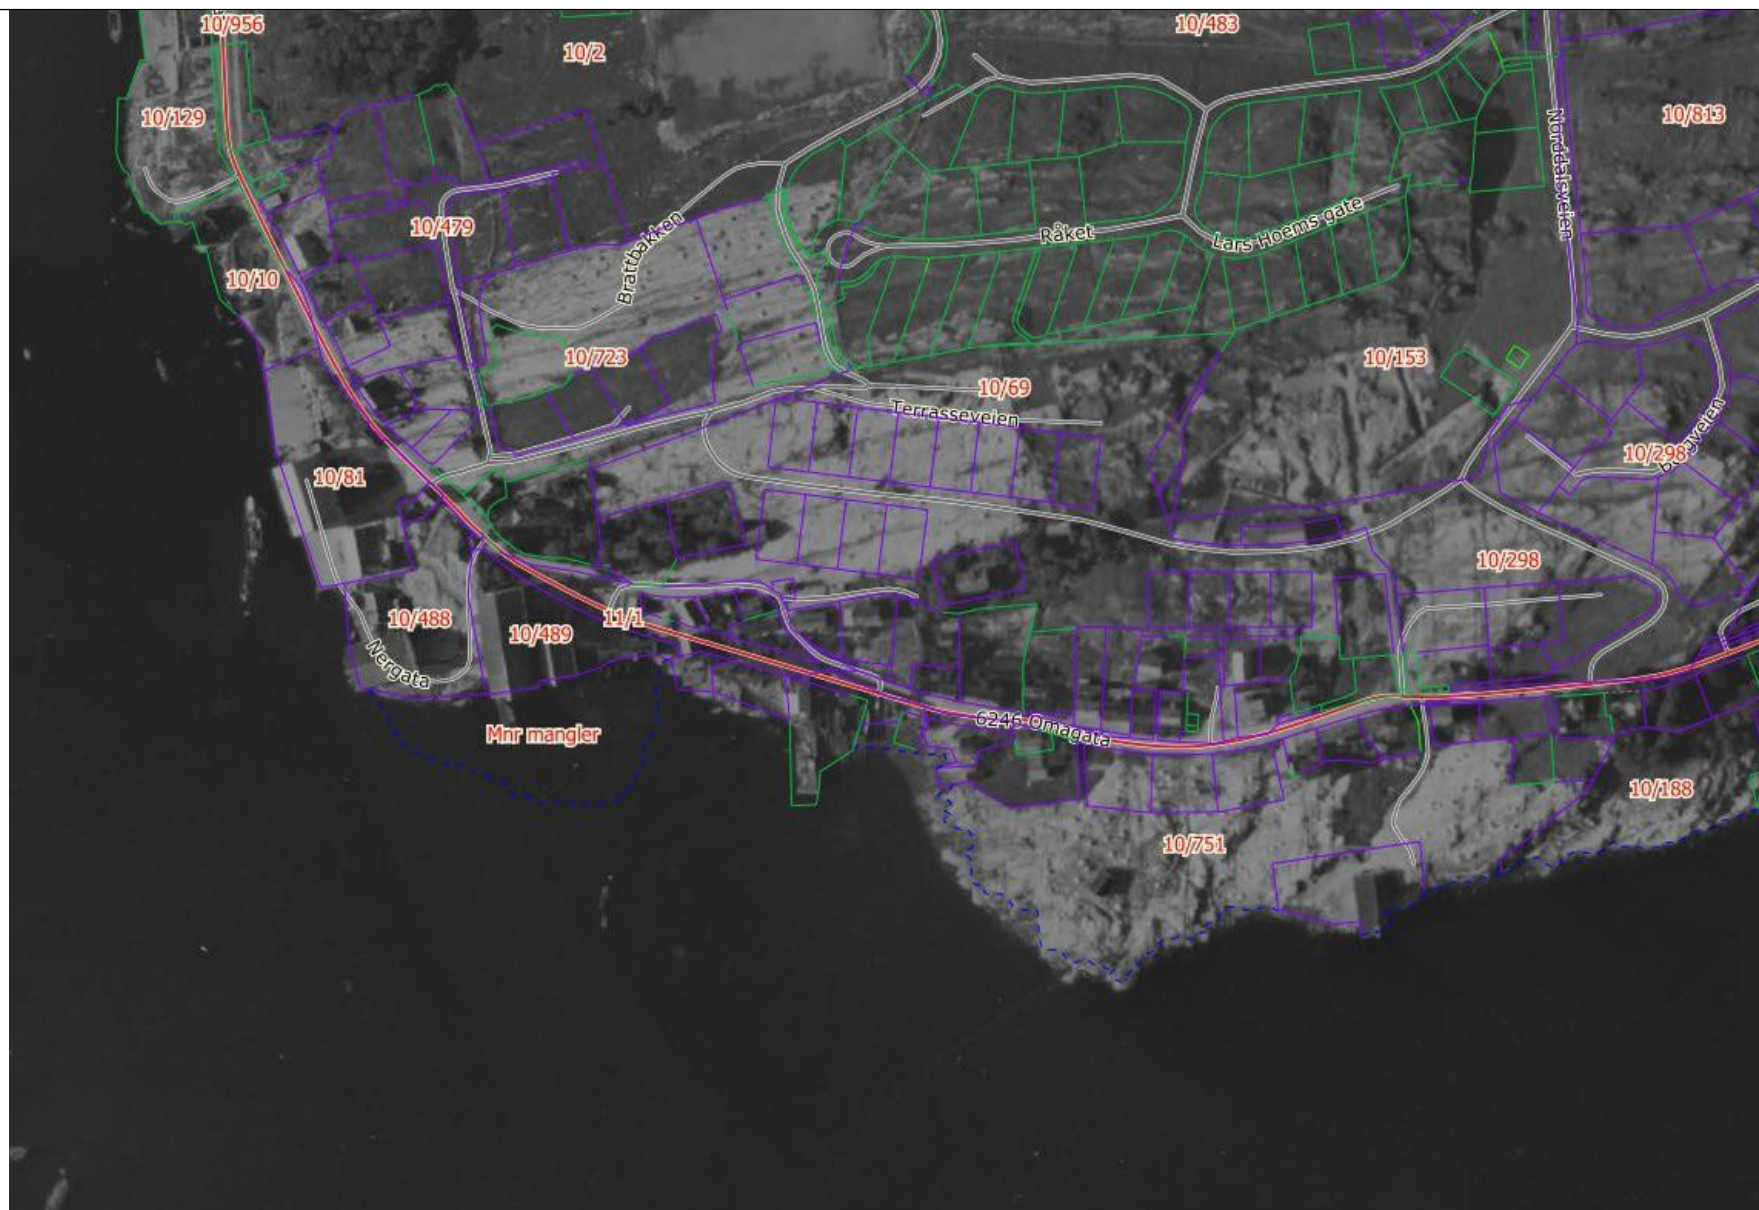 10/956
10/2
10/483
10/129
10/813
Norddalsveien
10/479
Brattbakken
Råket
Lars Hoems gate
10/10
10/723
10/69
10/153
Terrasseveien
10/298
10/81
10/298
10/488
10/489
11/1
Nergata
6246 Omagata
Mnr mangler
10/188
10/751